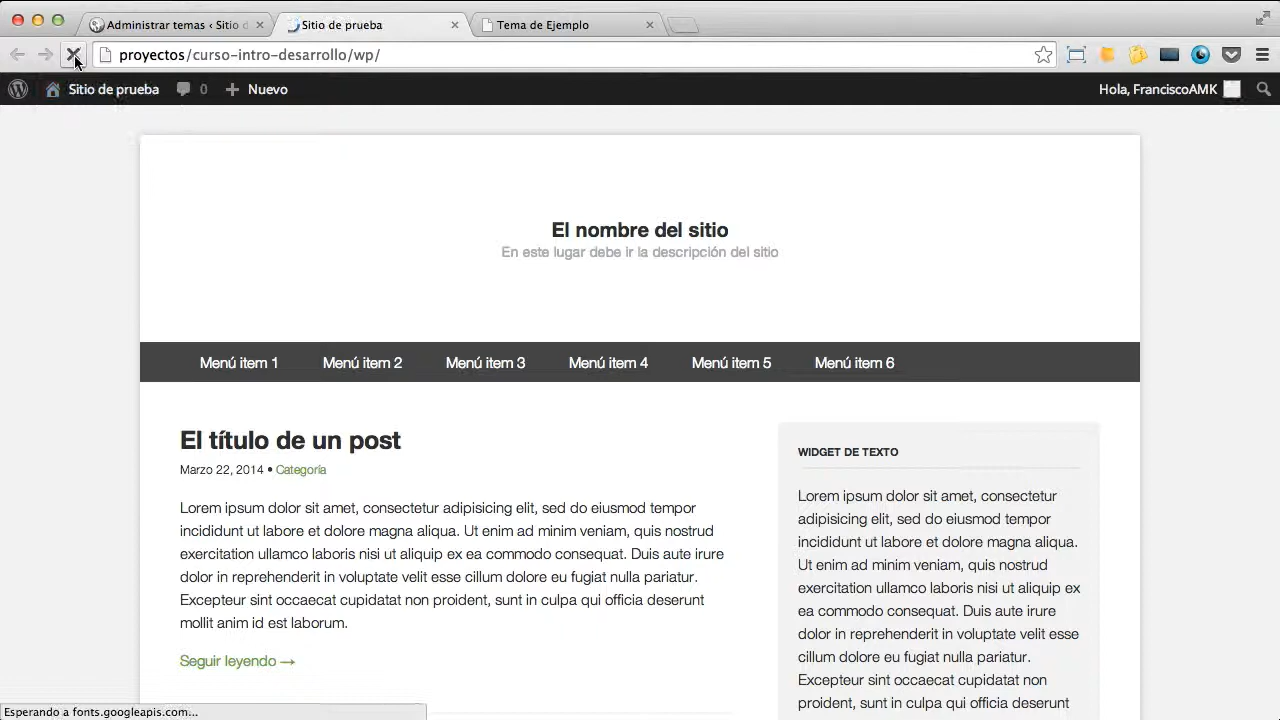 Administrar temas ‹ Sitio d
Sitio de prueba
Tema de Ejemplo
proyectos/curso-intro-desarrollo/wp/
Sitio de prueba
0
Nuevo
Hola, FranciscoAMK
El nombre del sitio
En este lugar debe ir la descripción del sitio
Menú item 1
Menú item 2
Menú item 3
Menú item 4
Menú item 5
Menú item 6
El título de un post
Marzo 22, 2014 • Categoría
Lorem ipsum dolor sit amet, consectetur adipisicing elit, sed do eiusmod tempor
incididunt ut labore et dolore magna aliqua. Ut enim ad minim veniam, quis nostrud
exercitation ullamco laboris nisi ut aliquip ex ea commodo consequat. Duis aute irure
dolor in reprehenderit in voluptate velit esse cillum dolore eu fugiat nulla pariatur.
Excepteur sint occaecat cupidatat non proident, sunt in culpa qui officia deserunt
mollit anim id est laborum.
Seguir leyendo →
WIDGET DE TEXTO
Lorem ipsum dolor sit amet, consectetur
adipisicing elit, sed do eiusmod tempor
incididunt ut labore et dolore magna aliqua.
Ut enim ad minim veniam, quis nostrud
exercitation ullamco laboris nisi ut aliquip ex
ea commodo consequat. Duis aute irure
dolor in reprehenderit in voluptate velit esse
cillum dolore eu fugiat nulla pariatur.
Excepteur sint occaecat cupidatat non
proident, sunt in culpa qui officia deserunt
Esperando a fonts.googleapis.com...